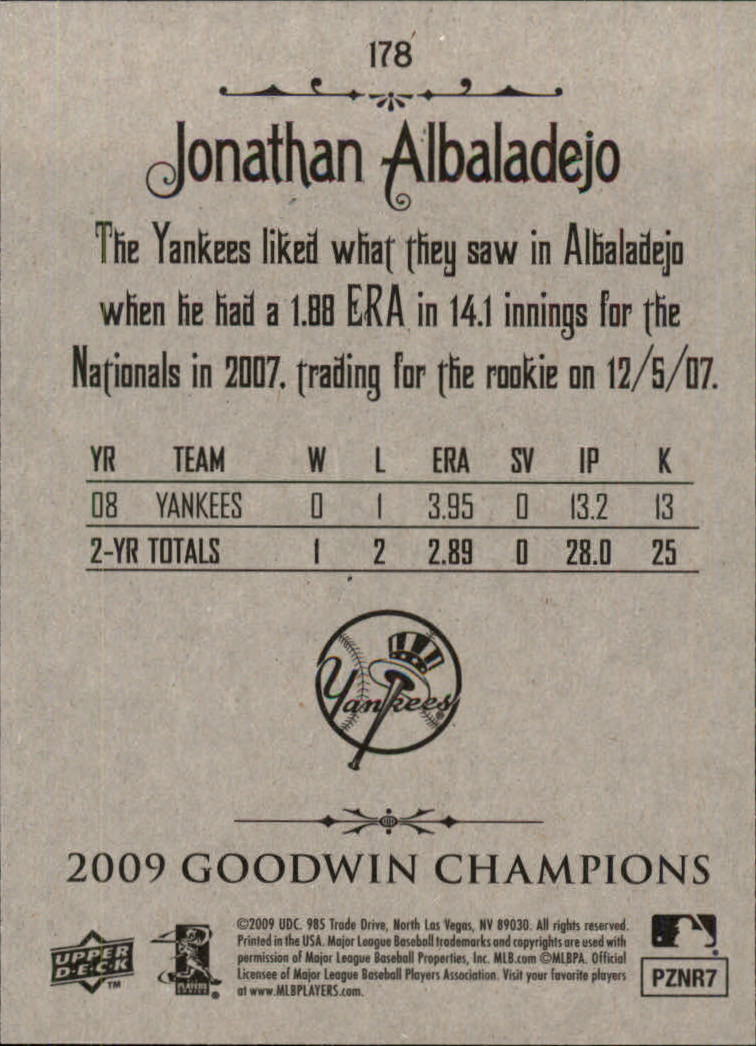 178
Jonathan Albaladejo
The Yankees liked what they saw in Albaladejo
when he had a 1.88 ERA in 14.1 innings for the
Nationals in 2007, trading for the rookie on 12/5/07.
YR TEAM W L ERA SV IP K
08 YANKEES 0 1 3.95 0 13.2 13
2-YR TOTALS 1 2 2.89 0 28.0 25
Yankees
2009 GOODWIN CHAMPIONS
©2009 UDC. 985 Trade Drive, North Las Vegas, NV 89030. All rights reserved.
Printed in the USA. Major League Baseball trademarks and copyrights are used with
permission of Major League Baseball Properties, Inc. MLB.com ©MLBPA. Official
Licensee of Major League Baseball Players Association. Visit your favorite players
at www.MLBPLAYERS.com.
UPPER
DECK
TM
PLAYERS
CHOICE
PZNR7